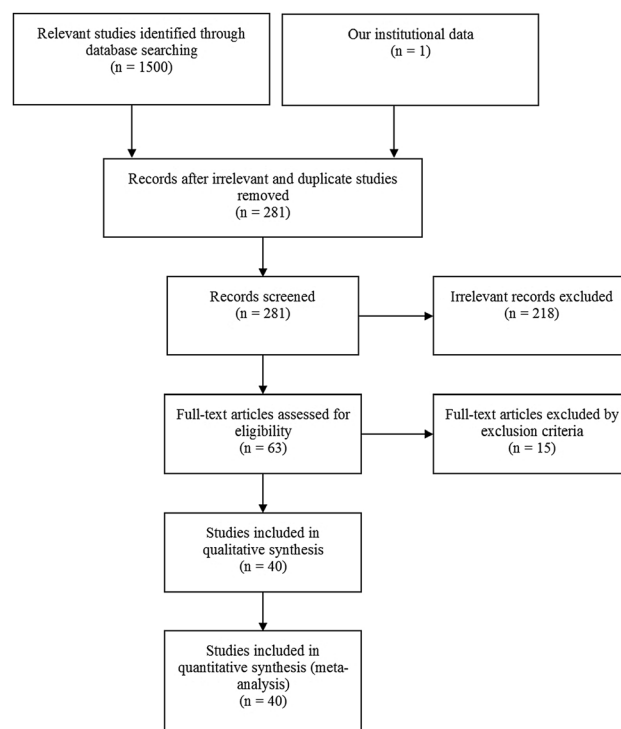 Relevant studies identified through
database searching
(n = 1500)
Our institutional data
(n = 1)
Records after irrelevant and duplicate studies
removed
(n = 281)
Records screened
(n = 281)
Irrelevant records excluded
(n = 218)
Full-text articles assessed for
eligibility
(n = 63)
Full-text articles excluded by
exclusion criteria
(n = 15)
Studies included in
qualitative synthesis
(n = 40)
Studies included in
quantitative synthesis (meta-
analysis)
(n = 40)